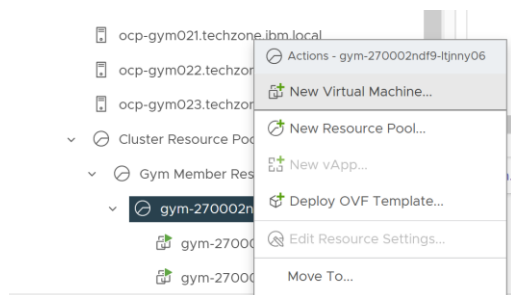 ocp-gym021.techzone.ibm.local
Actions - gym-270002ndf9-ltjnny06
ocp-gym022.techzor
New Virtual Machine...
ocp-gym023.techzor
New Resource Pool...
Cluster Resource Poo
New vApp...
Gym Member Res
Deploy OVF Template...
gym-270002n
Edit Resource Settings...
gym-2700
gym-2700
Move To...